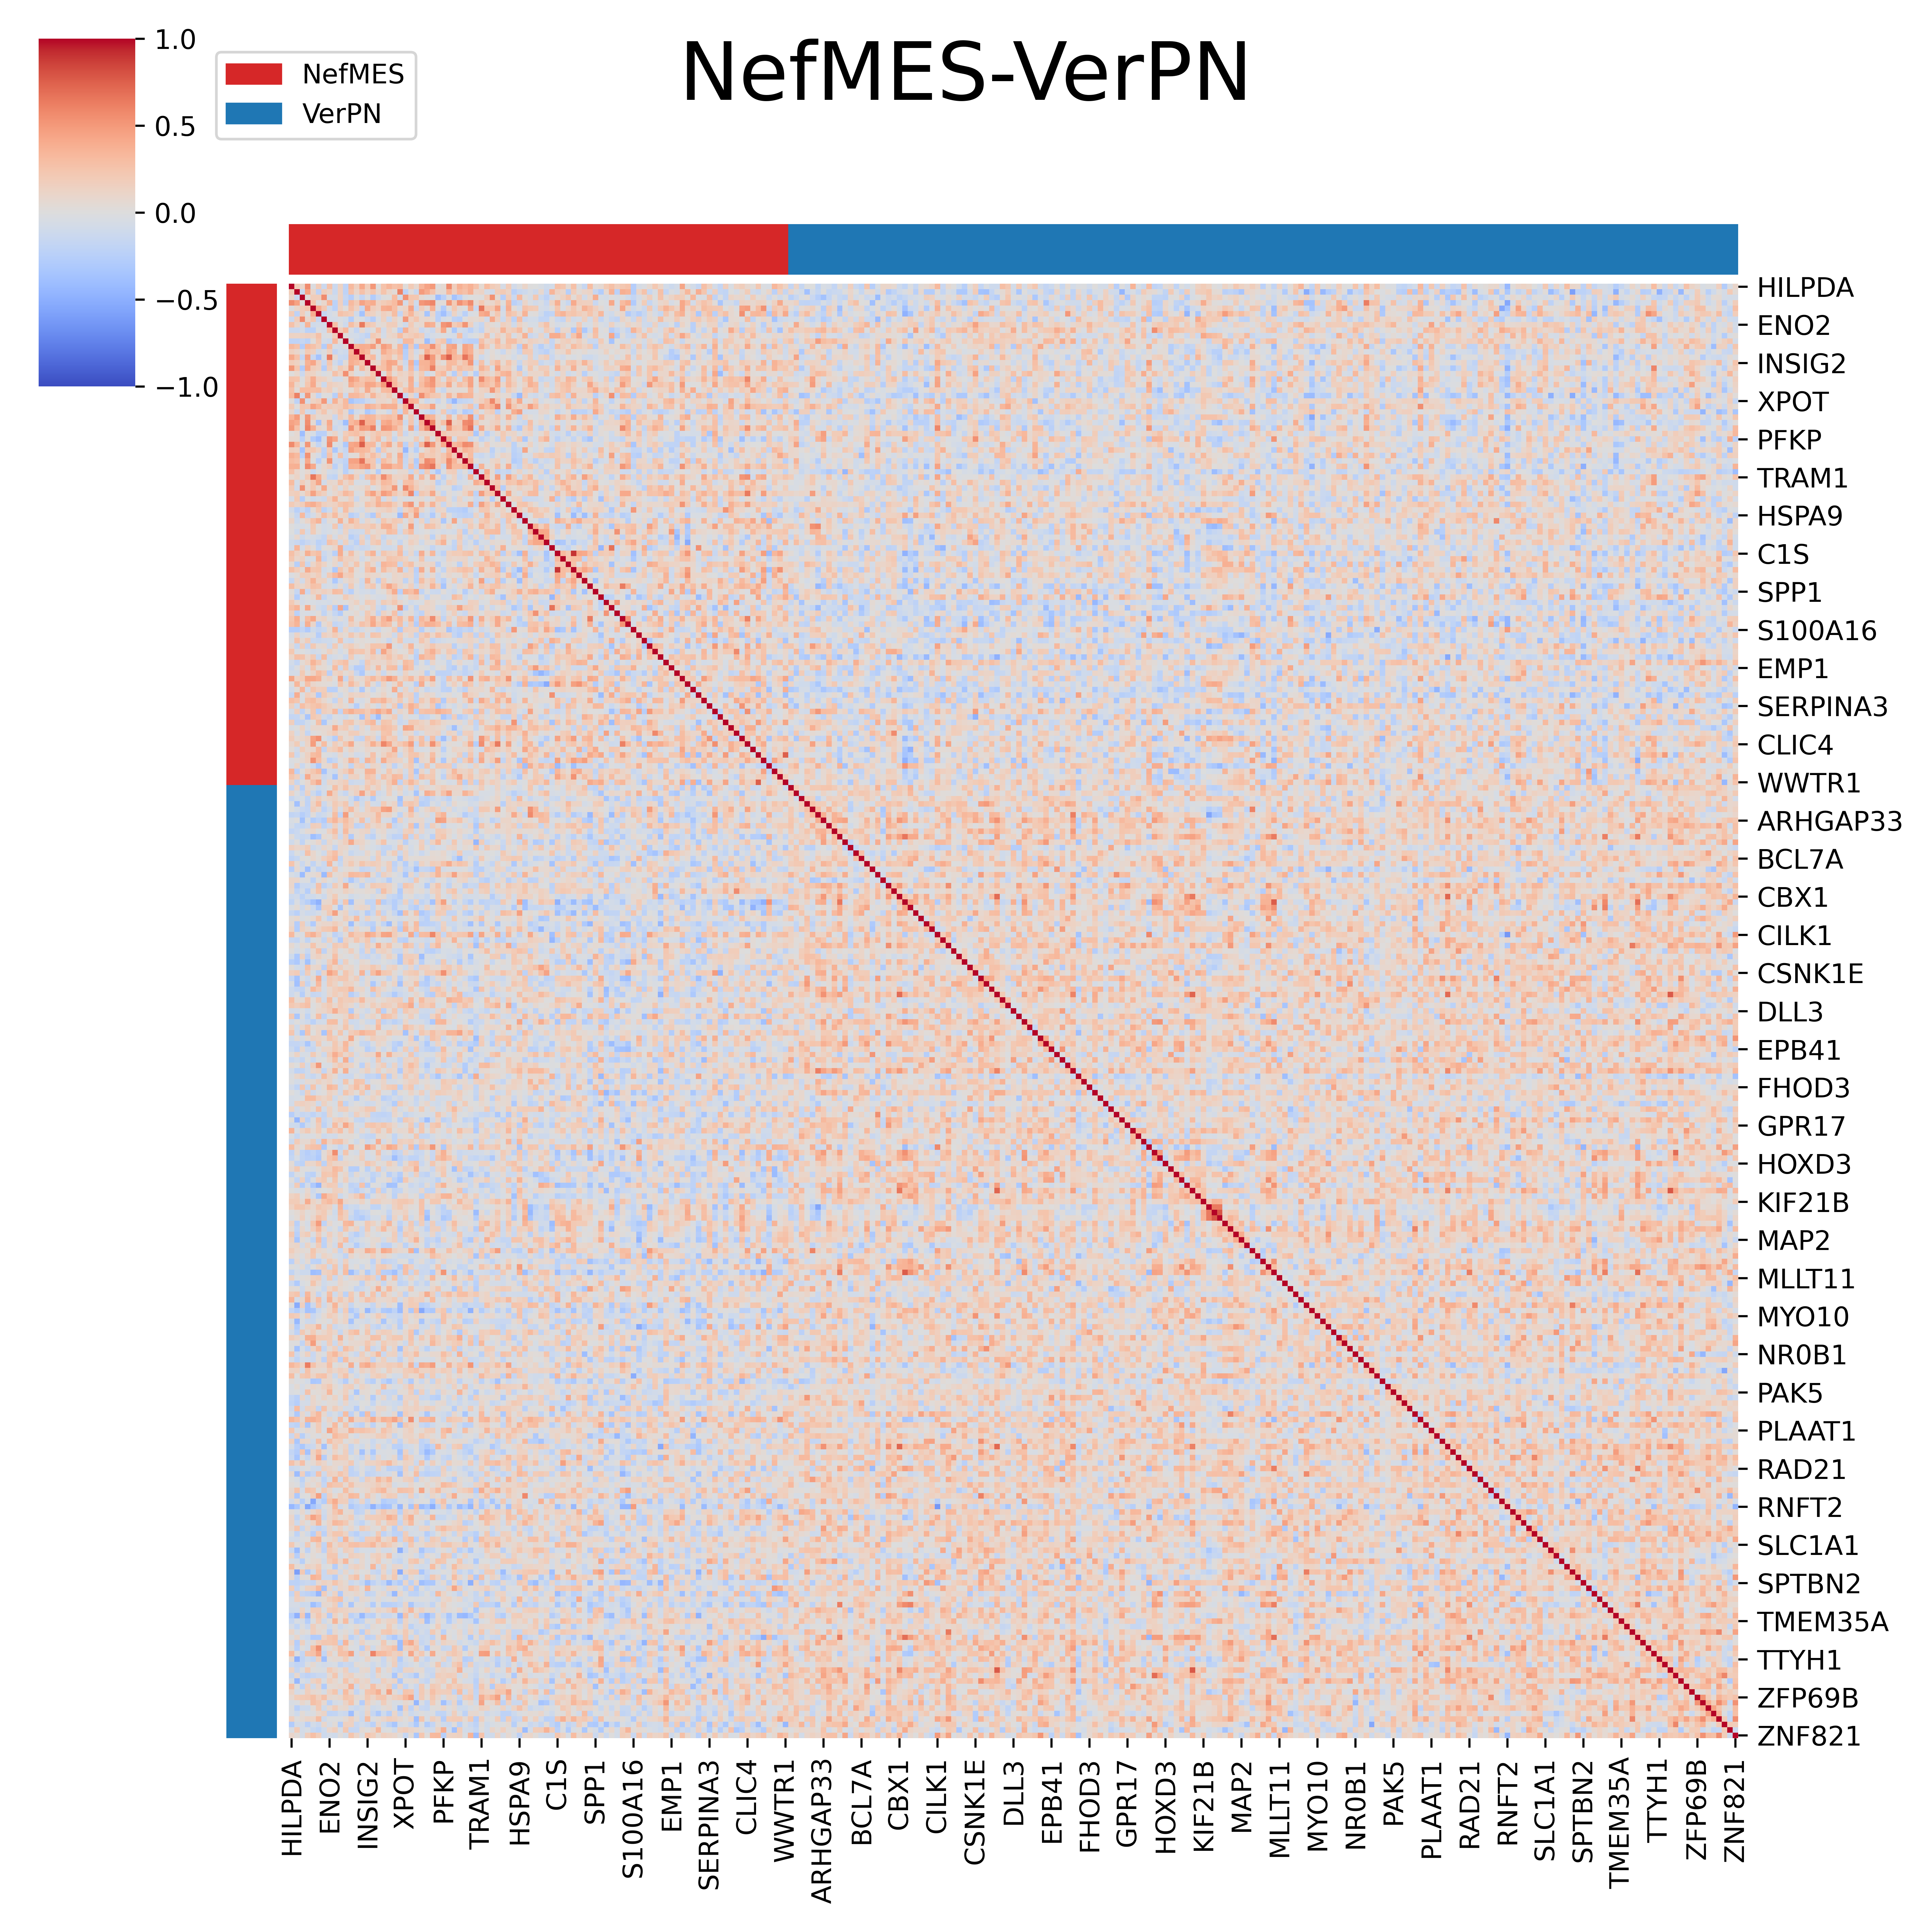 NefMES-VerPN
1.0
0.5
0.0
−0.5
−1.0
NefMES
VerPN
HILPDA
ENO2
INSIG2
XPOT
PFKP
TRAM1
HSPA9
C1S
SPP1
S100A16
EMP1
SERPINA3
CLIC4
WWTR1
ARHGAP33
BCL7A
CBX1
CILK1
CSNK1E
DLL3
EPB41
FHOD3
GPR17
HOXD3
KIF21B
MAP2
MLLT11
MYO10
NR0B1
PAK5
PLAAT1
RAD21
RNFT2
SLC1A1
SPTBN2
TMEM35A
TTYH1
ZFP69B
ZNF821
HILPDA
ENO2
INSIG2
XPOT
PFKP
TRAM1
HSPA9
C1S
SPP1
S100A16
EMP1
SERPINA3
CLIC4
WWTR1
ARHGAP33
BCL7A
CBX1
CILK1
CSNK1E
DLL3
EPB41
FHOD3
GPR17
HOXD3
KIF21B
MAP2
MLLT11
MYO10
NR0B1
PAK5
PLAAT1
RAD21
RNFT2
SLC1A1
SPTBN2
TMEM35A
TTYH1
ZFP69B
ZNF821